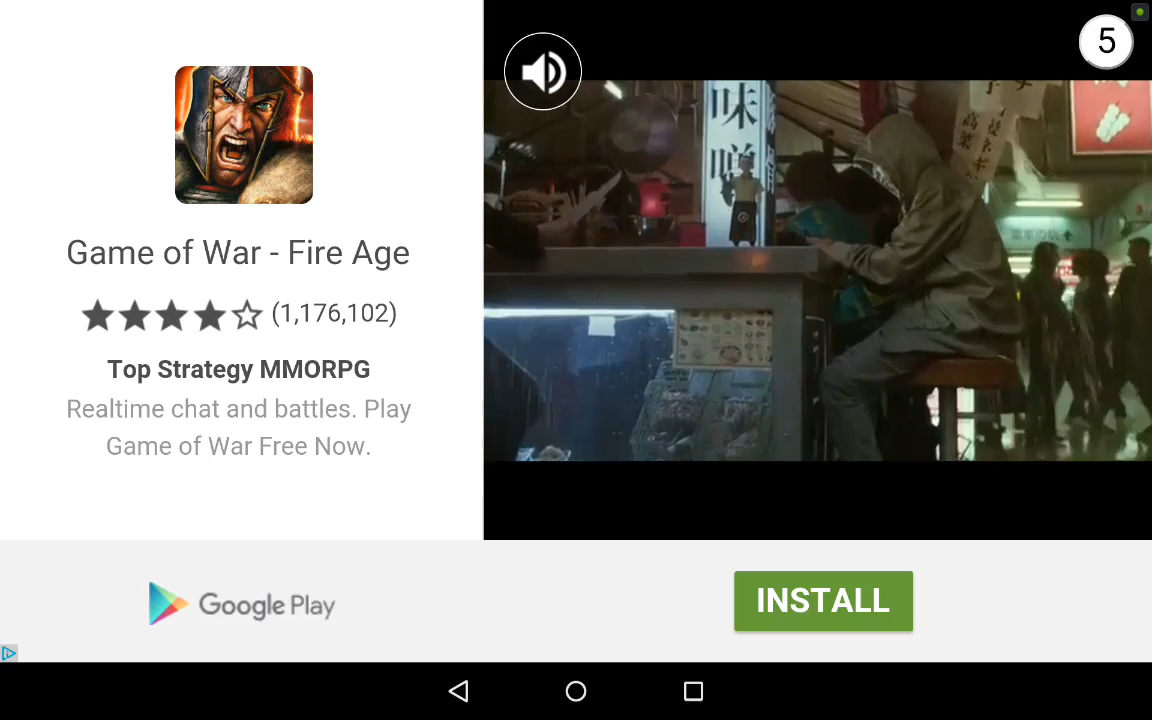 5
味
噌
Game of War - Fire Age
(1,176,102)
Top Strategy MMORPG
Realtime chat and battles. Play
Game of War Free Now.
Google Play
INSTALL